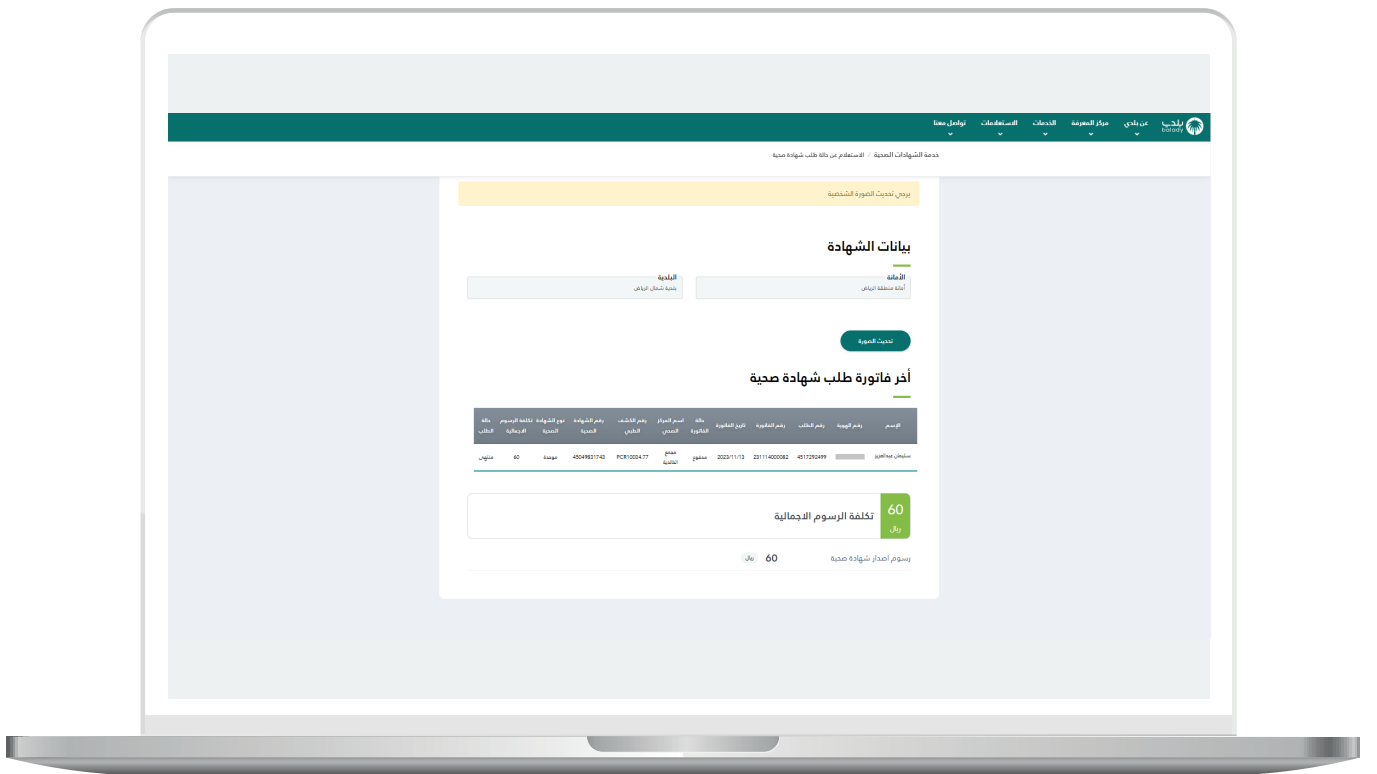 بلدي
balady
عن بلدي
مركز المعرفة
الخدمات
الاستعلامات
تواصل معنا
خدمة الشهادات الصحية / الاستعلام عن حالة طلب شهادة صحية
يرجى تحديث الصورة الشخصية
بيانات الشهادة
الأمانة
أمانة منطقة الرياض
البلدية
بلدية شمال الرياض
تحديث الصورة
أخر فاتورة طلب شهادة صحية
الإسم رقم الهوية رقم الطلب رقم الفاتورة تاريخ الفاتورة حالة الفاتورة اسم المركز الصحي رقم الكشف الطبي رقم الشهادة الصحية نوع الشهادة الصحية تكلفة الرسوم الاجمالية حالة الطلب
سليمان عبدالعزيز 4517292499 231114000082 2023/11/13 مدفوع مجمع الخالدية PCR10034.77 45049831743 موحدة 60 منتهى
60
ريال
تكلفة الرسوم الاجمالية
رسوم اصدار شهادة صحية 60 ريال